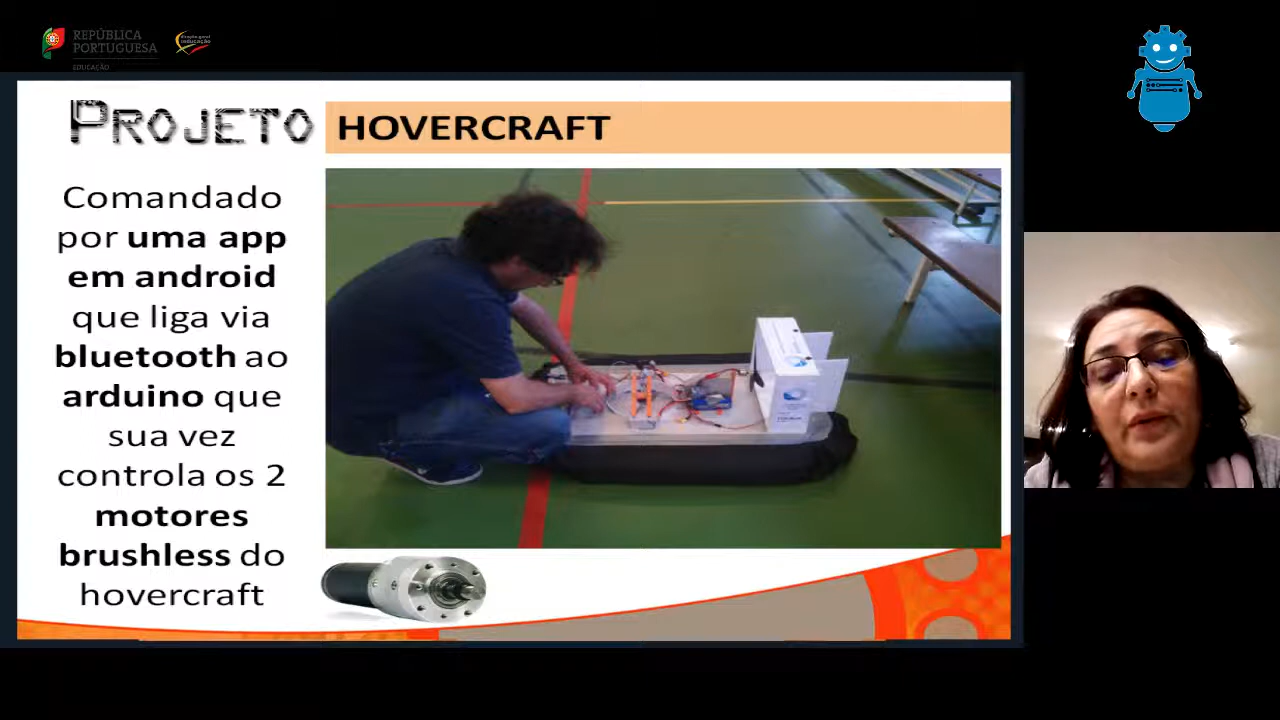 REPÚBLICA
PORTUGUESA
EDUCAÇÃO
PROJETO HOVERCRAFT
Comandado
por uma app
em android
que liga via
bluetooth ao
arduino que
sua vez
controla os 2
motores
brushless do
hovercraft